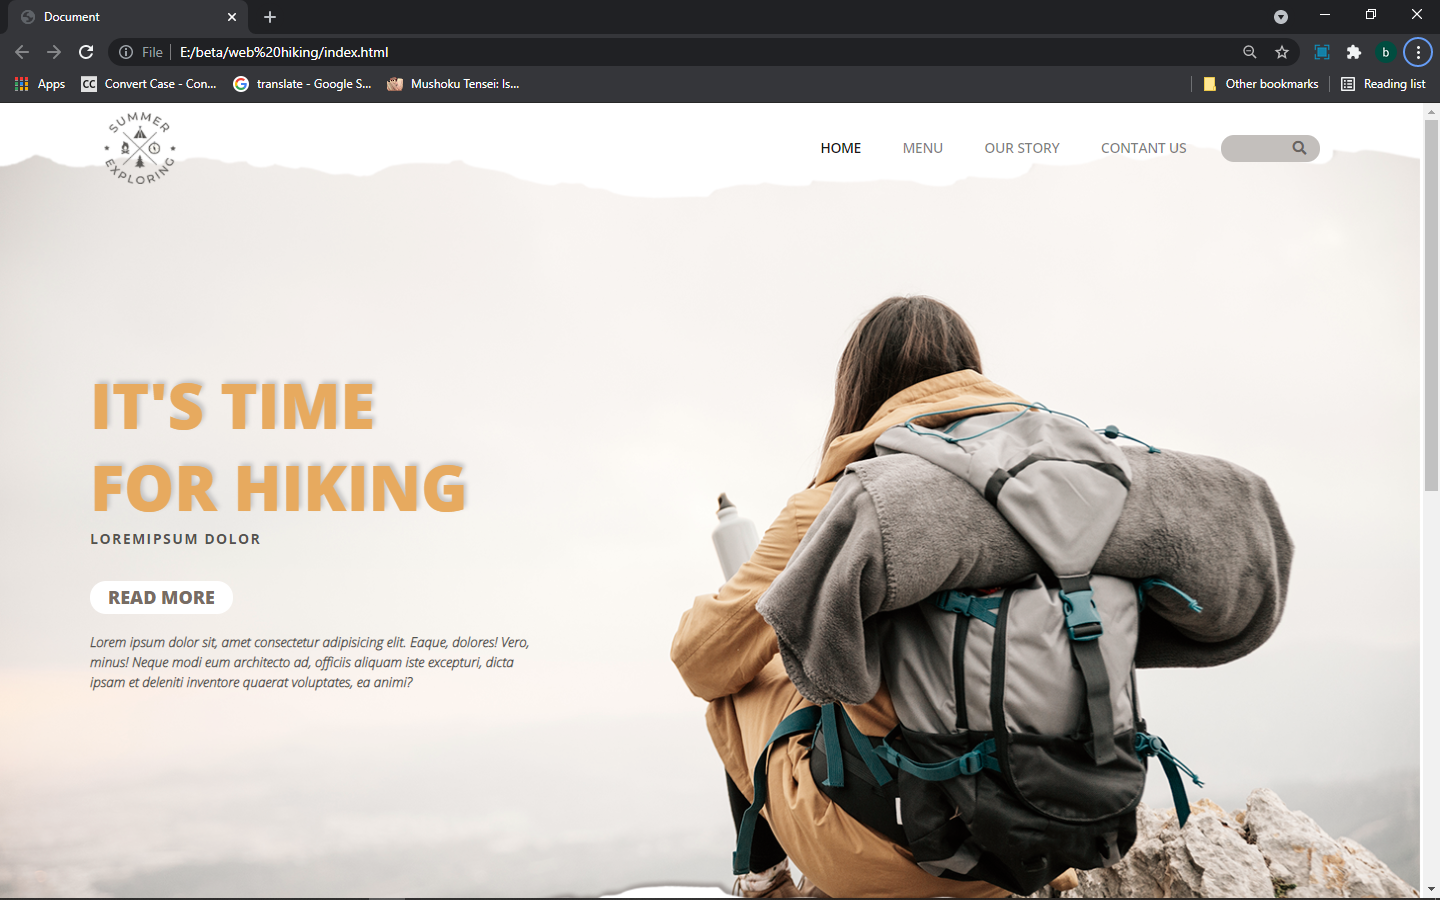 Document
File
E:/beta/web%20hiking/index.html
b
Apps
CC Convert Case - Con...
translate - Google S...
Mushoku Tensei: Is...
Other bookmarks
Reading list
SUMMER
EXPLORING
HOME
MENU
OUR STORY
CONTANT US
IT'S TIME
FOR HIKING
LOREMIPSUM DOLOR
READ MORE
Lorem ipsum dolor sit, amet consectetur adipisicing elit. Eaque, dolores! Vero,
minus! Neque modi eum architecto ad, officiis aliquam iste excepturi, dicta
ipsam et deleniti inventore quaerat voluptates, ea animi?